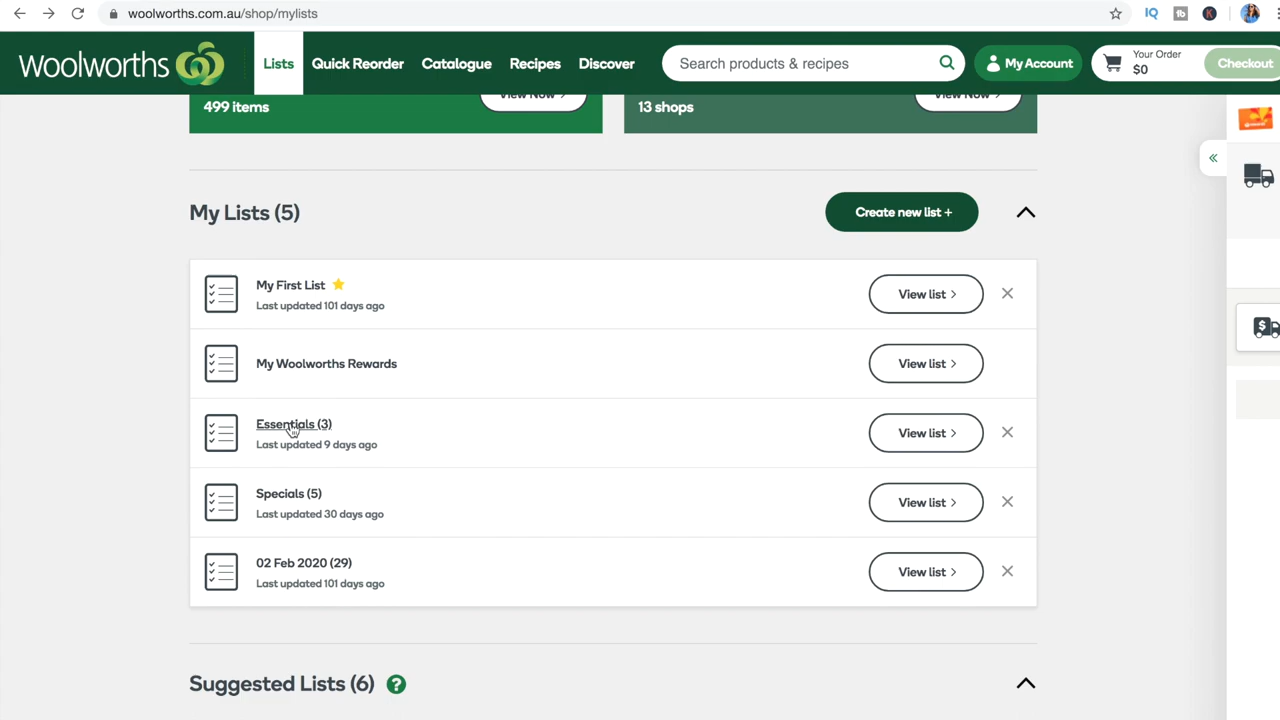 woolworths.com.au/shop/mylists
IQ
tb
K
Woolworths
Lists
Quick Reorder
Catalogue
Recipes
Discover
Search products & recipes
My Account
Your Order
$0
Checkout
499 items
View Now >
13 shops
View Now >
My Lists (5)
Create new list +
My First List
Last updated 101 days ago
View list >
My Woolworths Rewards
View list >
Essentials (3)
Last updated 9 days ago
View list >
Specials (5)
Last updated 30 days ago
View list >
02 Feb 2020 (29)
Last updated 101 days ago
View list >
Suggested Lists (6) ?